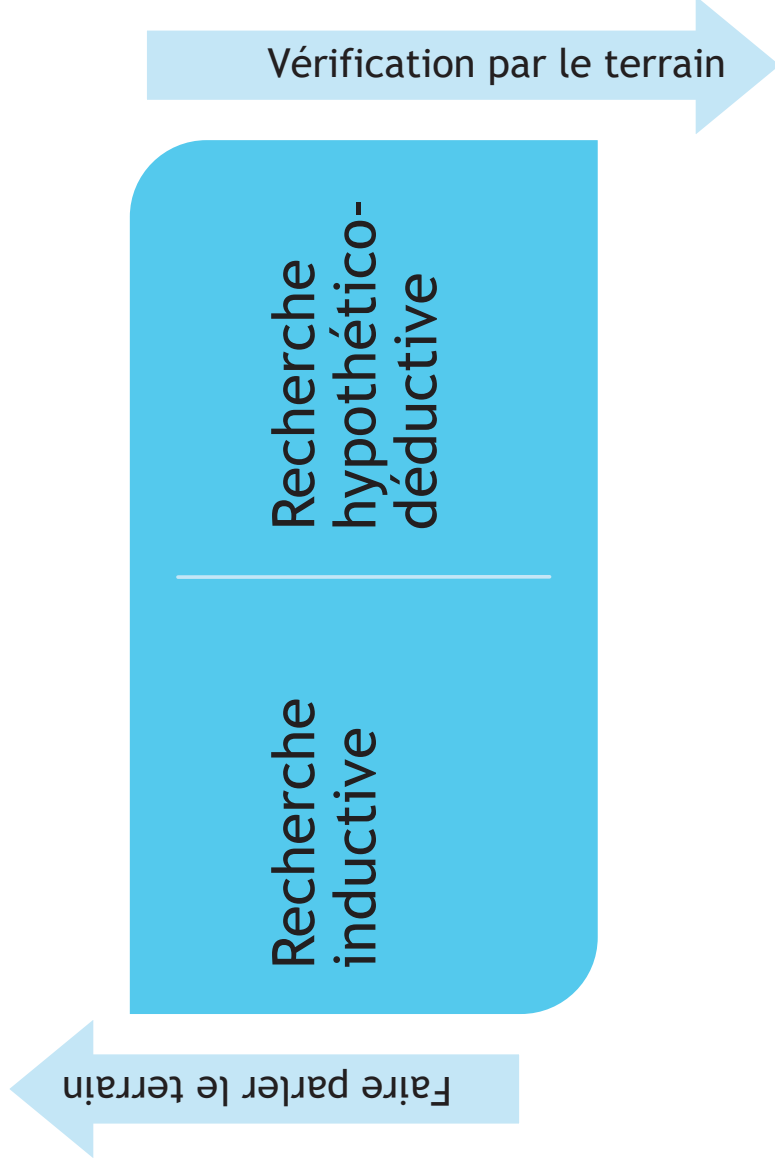 Faire parler le terrain
Recherche
inductive
Recherche
hypothético-
déductive
Vérification par le terrain